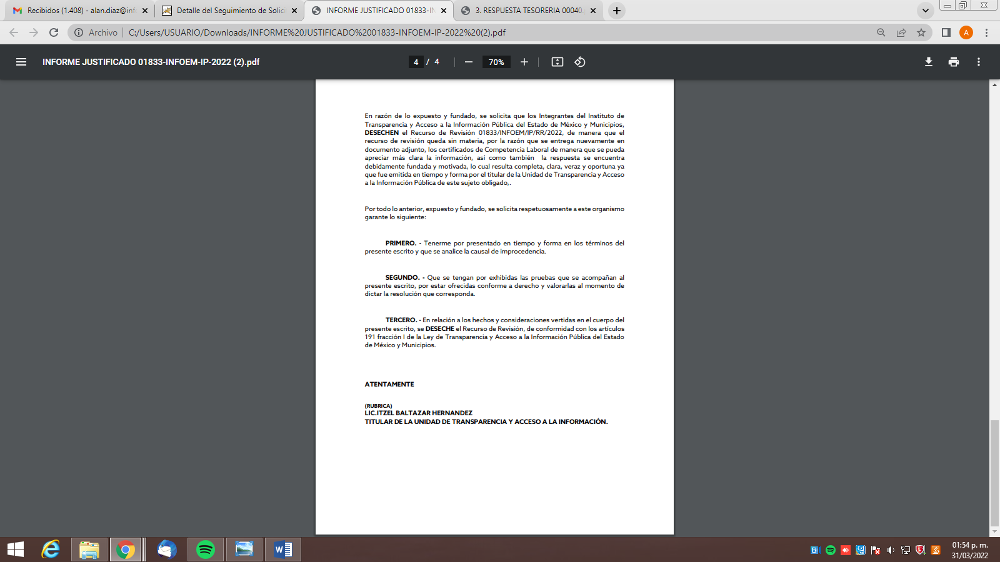 Recibidos (1.408) - alan.diaz@inf
Detalle del Seguimiento de Solic
INFORME JUSTIFICADO 01833-IN
3. RESPUESTA TESORERIA 00040
Archivo
C:/Users/USUARIO/Downloads/INFORME%20JUSTIFICADO%2001833-INFOEM-IP-2022%20(2).pdf
A
INFORME JUSTIFICADO 01833-INFOEM-IP-2022 (2).pdf
4 / 4
70%
En razón de lo expuesto y fundado, se solicita que los Integrantes del Instituto de
Transparencia y Acceso a la Información Pública del Estado de México y Municipios,
DESECHEN el Recurso de Revisión 01833/INFOEM/IP/RR/2022, de manera que el
recurso de revisión queda sin materia, por la razón que se entrega nuevamente en
documento adjunto, los certificados de Competencia Laboral de manera que se pueda
apreciar más clara la información, así como también la respuesta se encuentra
debidamente fundada y motivada, lo cual resulta completa, clara, veraz y oportuna ya
que fue emitida en tiempo y forma por el titular de la Unidad de Transparencia y Acceso
a la Información Pública de este sujeto obligado,.
Por todo lo anterior, expuesto y fundado, se solicita respetuosamente a este organismo
garante lo siguiente:
PRIMERO. - Tenerme por presentado en tiempo y forma en los términos del
presente escrito y que se analice la causal de improcedencia.
SEGUNDO. - Que se tengan por exhibidas las pruebas que se acompañan al
presente escrito, por estar ofrecidas conforme a derecho y valorarlas al momento de
dictar la resolución que corresponda.
TERCERO. - En relación a los hechos y consideraciones vertidas en el cuerpo del
presente escrito, se DESECHE el Recurso de Revisión, de conformidad con los artículos
191 fracción I de la Ley de Transparencia y Acceso a la Información Pública del Estado
de México y Municipios.
ATENTAMENTE
(RUBRICA)
LIC.ITZEL BALTAZAR HERNANDEZ
TITULAR DE LA UNIDAD DE TRANSPARENCIA Y ACCESO A LA INFORMACIÓN.
01:54 p. m.
31/03/2022